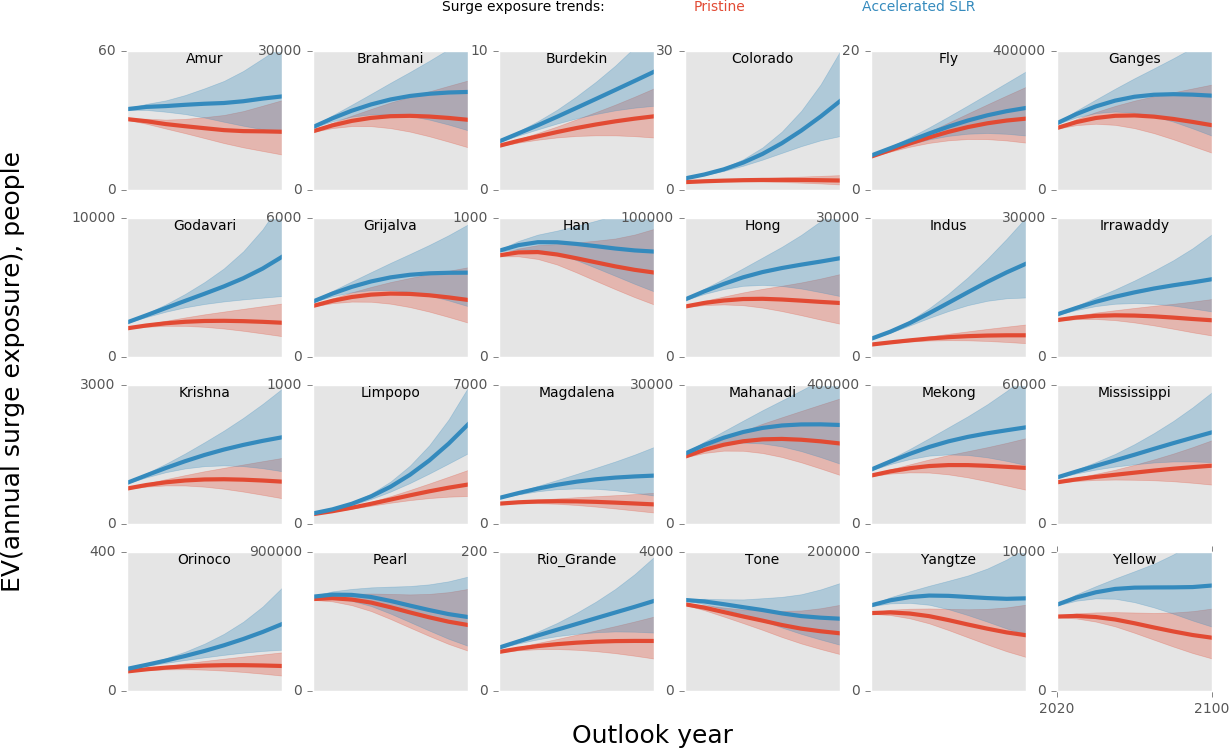 Surge exposure trends: Pristine Accelerated SLR
60 30000 10 30 20 400000
Amur Brahmani Burdekin Colorado Fly Ganges
0 0 0 0 0 0
10000 6000 1000 100000 30000 30000
Godavari Grijalva Han Hong Indus Irrawaddy
0 0 0 0 0 0
3000 1000 7000 30000 400000 60000
Krishna Limpopo Magdalena Mahanadi Mekong Mississippi
0 0 0 0 0 0
400 900000 200 4000 200000 10000
Orinoco Pearl Rio_Grande Tone Yangtze Yellow
0 0 0 0 0 0
2020 2100
Outlook year
EV(annual surge exposure), people